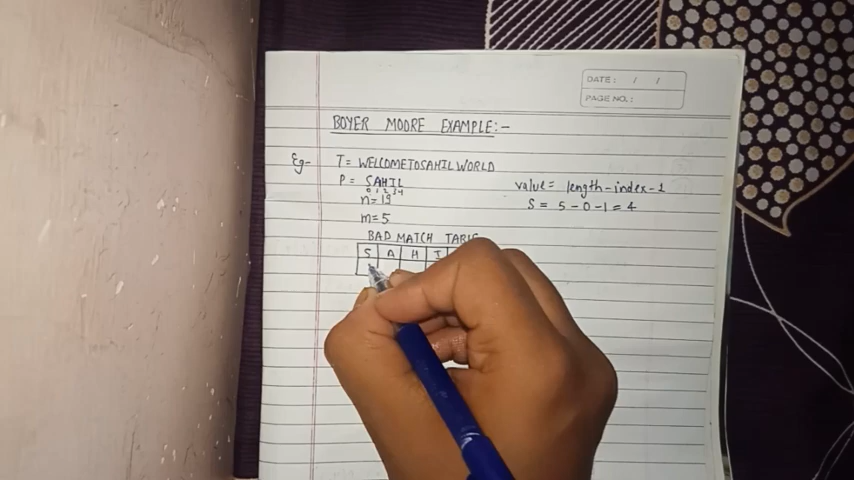 DATE: / /
PAGE NO.:
BOYER MOORE EXAMPLE:-
Eg- T= WELCOMETOSAHILWORLD
P = SAHIL
0 1 2 3 4
value= length-index-1
n=19
S = 5-0-1=4
m=5
BAD MATCH TABLE
S A H I